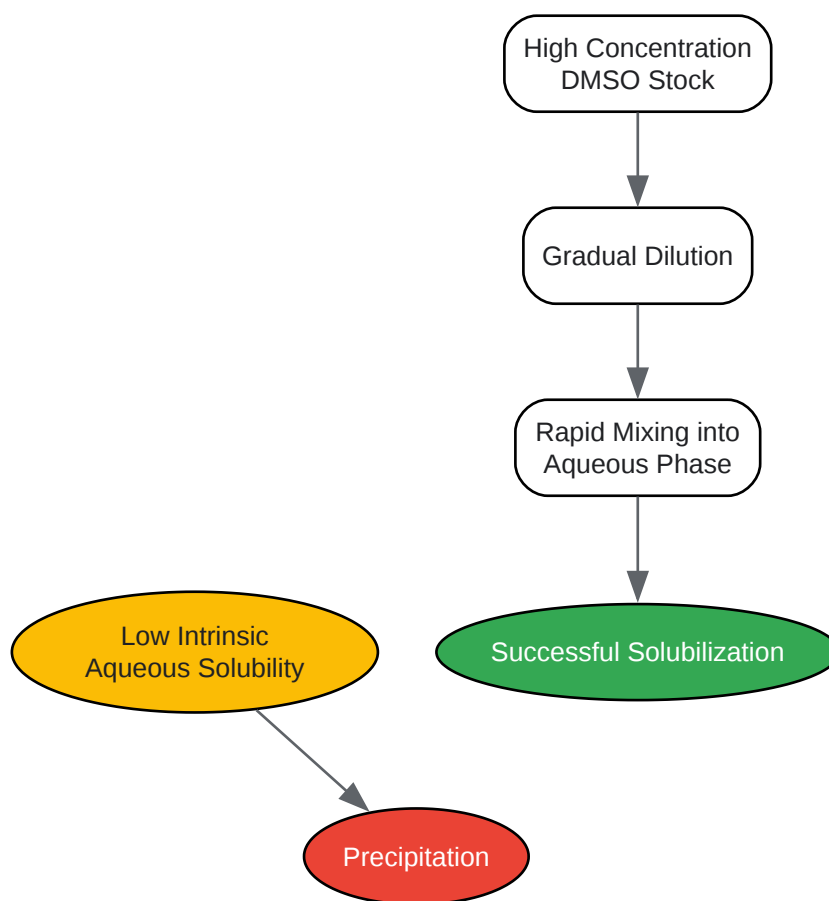 High Concentration
DMSO Stock
Gradual Dilution
Rapid Mixing into
Aqueous Phase
Low Intrinsic
Aqueous Solubility
Successful Solubilization
Precipitation